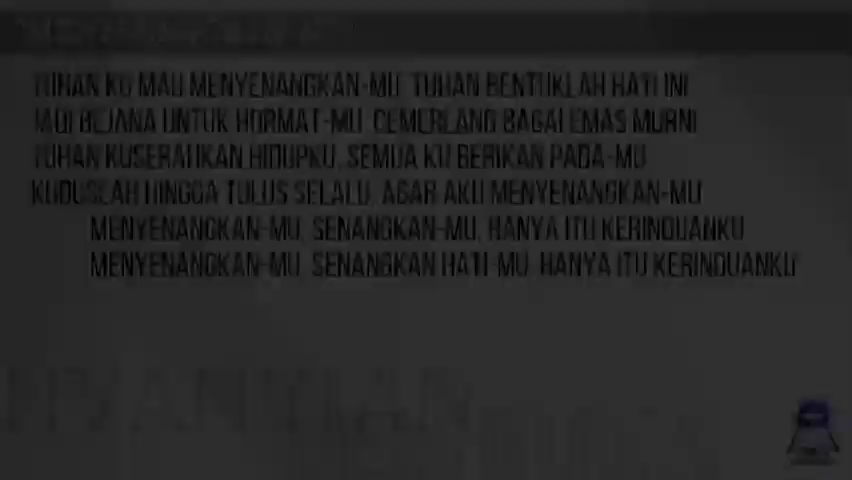 TUHAN KU MAU MENYENANGKAN-MU, TUHAN BENTUKLAH HATI INI
JADI BEJANA UNTUK HORMAT-MU, CEMERLANG BAGAI EMAS MURNI
TUHAN KUSERAHKAN HIDUPKU, SEMUA KU BERIKAN PADA-MU
KUDUSLAH HINGGA TULUS SELALU, AGAR AKU MENYENANGKAN-MU
MENYENANGKAN-MU, SENANGKAN-MU, HANYA ITU KERINDUANKU
MENYENANGKAN-MU, SENANGKAN HATI-MU, HANYA ITU KERINDUANKU